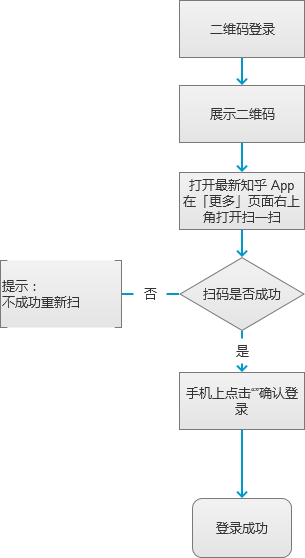 二维码登录
展示二维码
打开最新知乎 App
在「更多」页面右上
角打开扫一扫
扫码是否成功
否
提示：
不成功重新扫
是
手机上点击“”确认登
录
登录成功